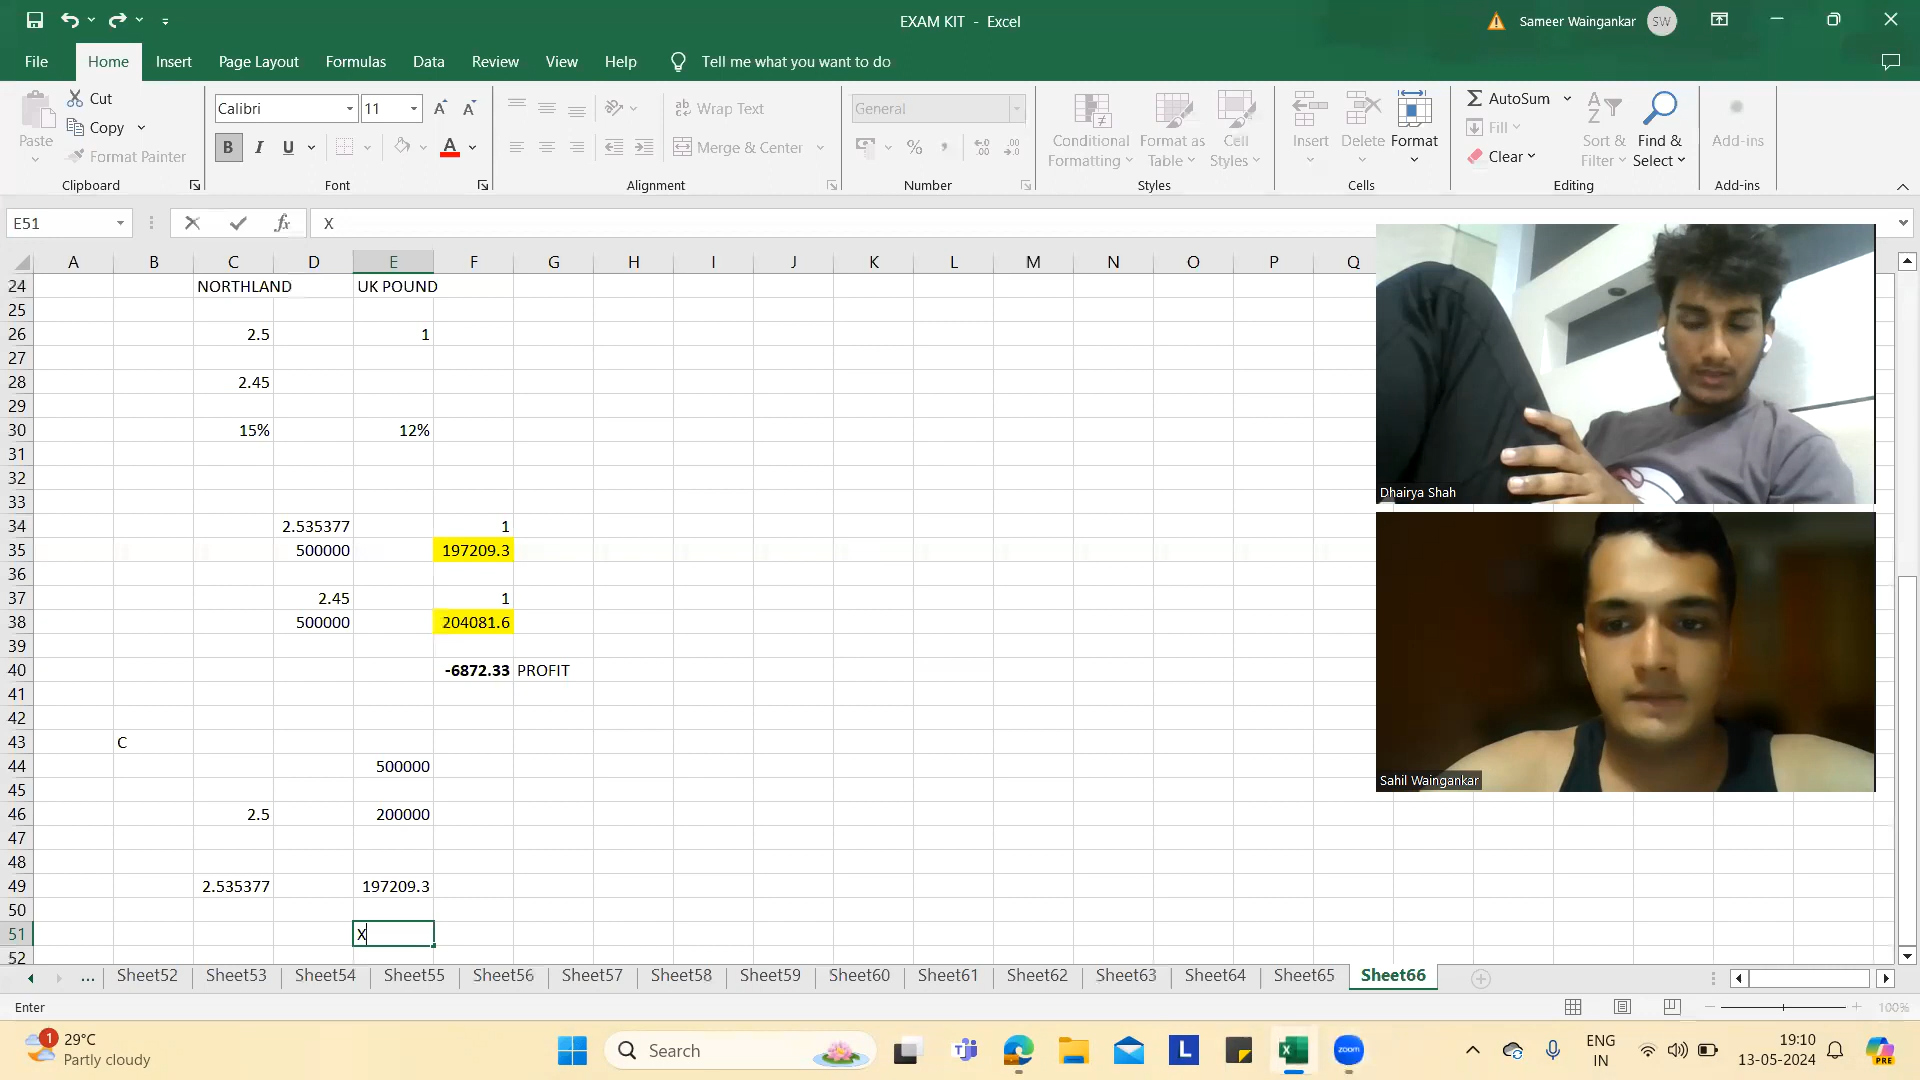 EXAM KIT - Excel
Sameer Waingankar
SW
File
Home
Insert
Page Layout
Formulas
Data
Review
View
Help
Tell me what you want to do
Paste
Cut
Copy
Format Painter
Clipboard
Calibri
11
B I U
Font
Wrap Text
Merge & Center
Alignment
General
%
Number
Conditional Formatting
Format as Table
Cell Styles
Styles
Insert
Delete
Format
Cells
AutoSum
Fill
Clear
Sort & Filter
Find & Select
Editing
Add-ins
Add-ins
E51
fx
X
A B C D E F G H I J K L M N O P Q
24 NORTHLAND UK POUND
25
26 2.5 1
27
28 2.45
29
30 15% 12%
31
32
33
34 2.535377 1
35 500000 197209.3
36
37 2.45 1
38 500000 204081.6
39
40 -6872.33 PROFIT
41
42
43 C
44 500000
45
46 2.5 200000
47
48
49 2.535377 197209.3
50
51 X
52
Dhairya Shah
Sahil Waingankar
... Sheet52 Sheet53 Sheet54 Sheet55 Sheet56 Sheet57 Sheet58 Sheet59 Sheet60 Sheet61 Sheet62 Sheet63 Sheet64 Sheet65 Sheet66
Enter
100%
1
29°C
Partly cloudy
Search
L
zoom
ENG
IN
19:10
13-05-2024
PRE